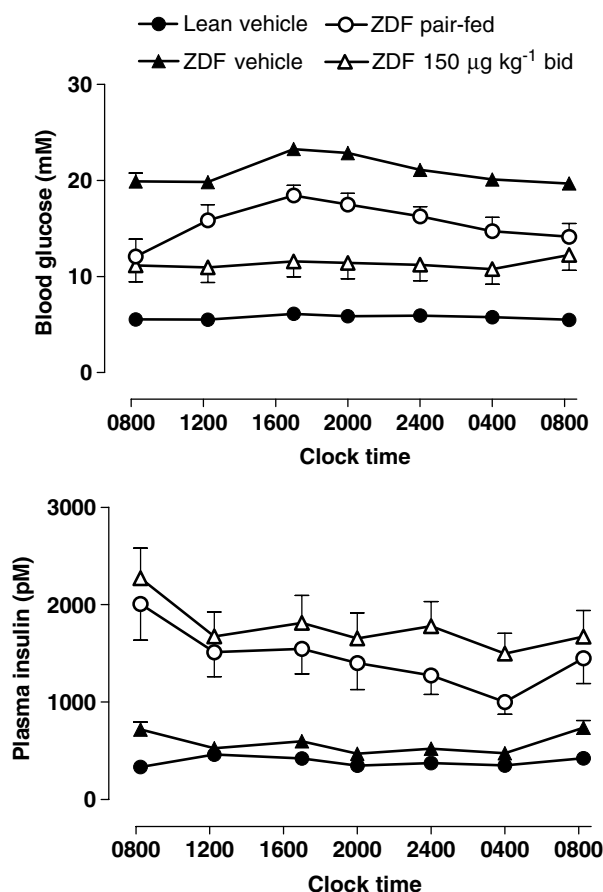 Lean vehicle ZDF pair-fed
ZDF vehicle ZDF 150 μg kg⁻¹ bid
30
20
10
0
Blood glucose (mM)
0800 1200 1600 2000 2400 0400 0800
Clock time
3000
2000
1000
0
Plasma insulin (pM)
0800 1200 1600 2000 2400 0400 0800
Clock time